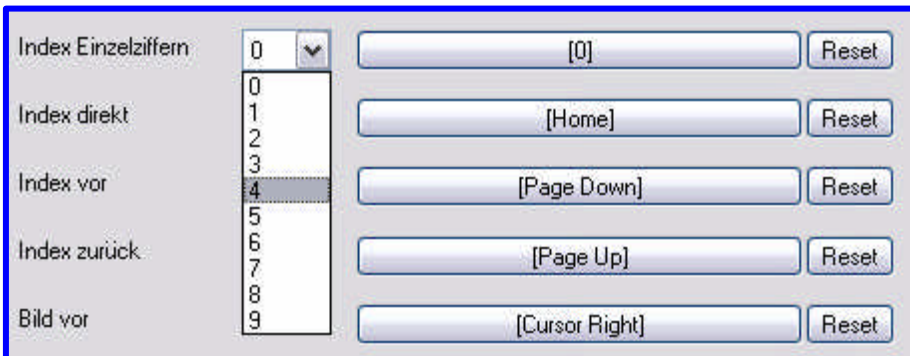 Index Einzelziffern 0 [0] Reset
0
1
Index direkt [Home] Reset
2
3
Index vor 4 [Page Down] Reset
5
6
Index zurück [Page Up] Reset
7
8
Bild vor 9 [Cursor Right] Reset